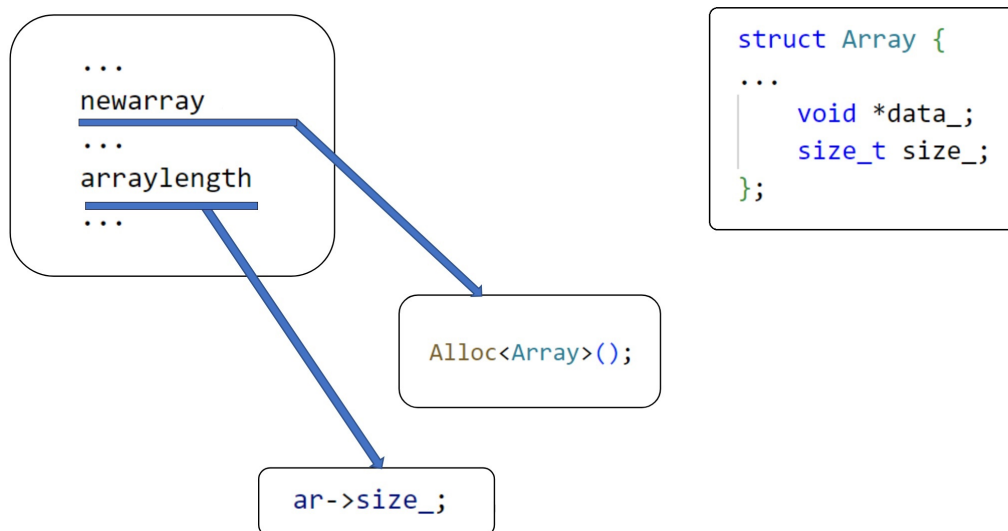 ...
newarray
...
arraylength
...
struct Array {
...
void *data_;
size_t size_;
};
Alloc<Array>();
ar->size_;